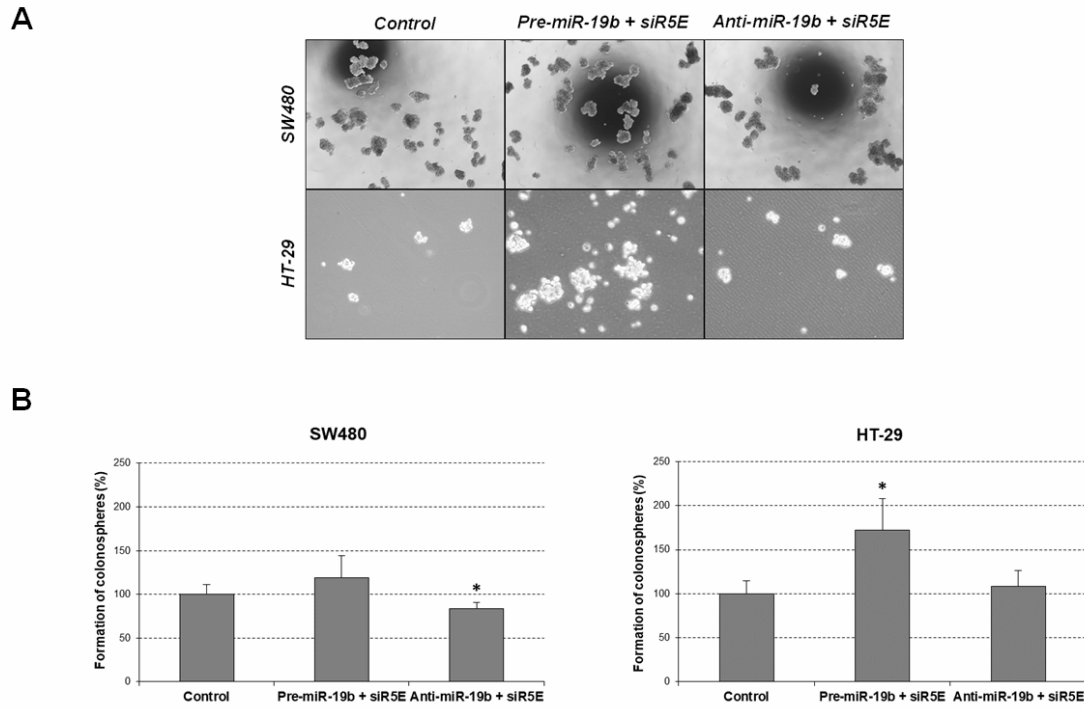 A
Control
Pre-miR-19b + siR5E
Anti-miR-19b + siR5E
SW480
HT-29
B
SW480
Formation of colonospheres (%)
250
200
150
100
50
0
*
Control
Pre-miR-19b + siR5E
Anti-miR-19b + siR5E
HT-29
Formation of colonospheres (%)
250
200
150
100
50
0
*
Control
Pre-miR-19b + siR5E
Anti-miR-19b + siR5E